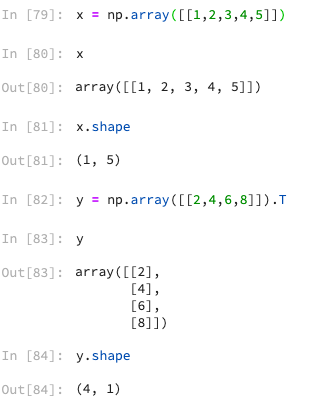 In [79]: x = np.array([[1,2,3,4,5]])
In [80]: x
Out[80]: array([[1, 2, 3, 4, 5]])
In [81]: x.shape
Out[81]: (1, 5)
In [82]: y = np.array([[2,4,6,8]]).T
In [83]: y
Out[83]: array([[2],
[4],
[6],
[8]])
In [84]: y.shape
Out[84]: (4, 1)